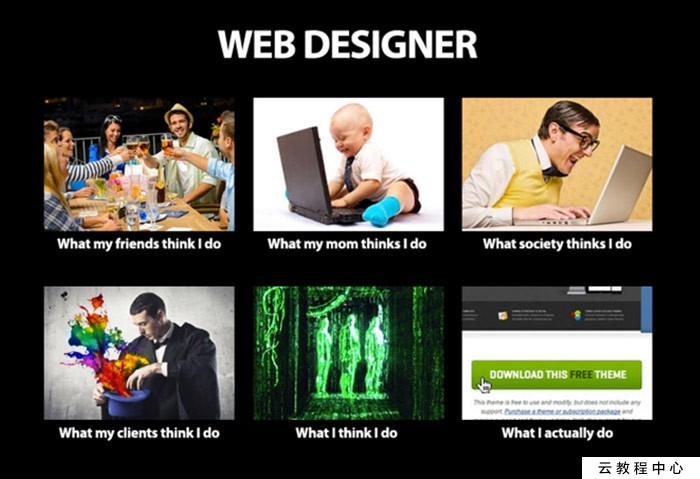 WEB DESIGNER
What my friends think I do
What my mom thinks I do
What society thinks I do
DOWNLOAD THIS FREE THEME
This theme is free to use and modify, but does not include any
support. Purchase a theme or subscription package and
What my clients think I do
What I think I do
What I actually do
云教程中心